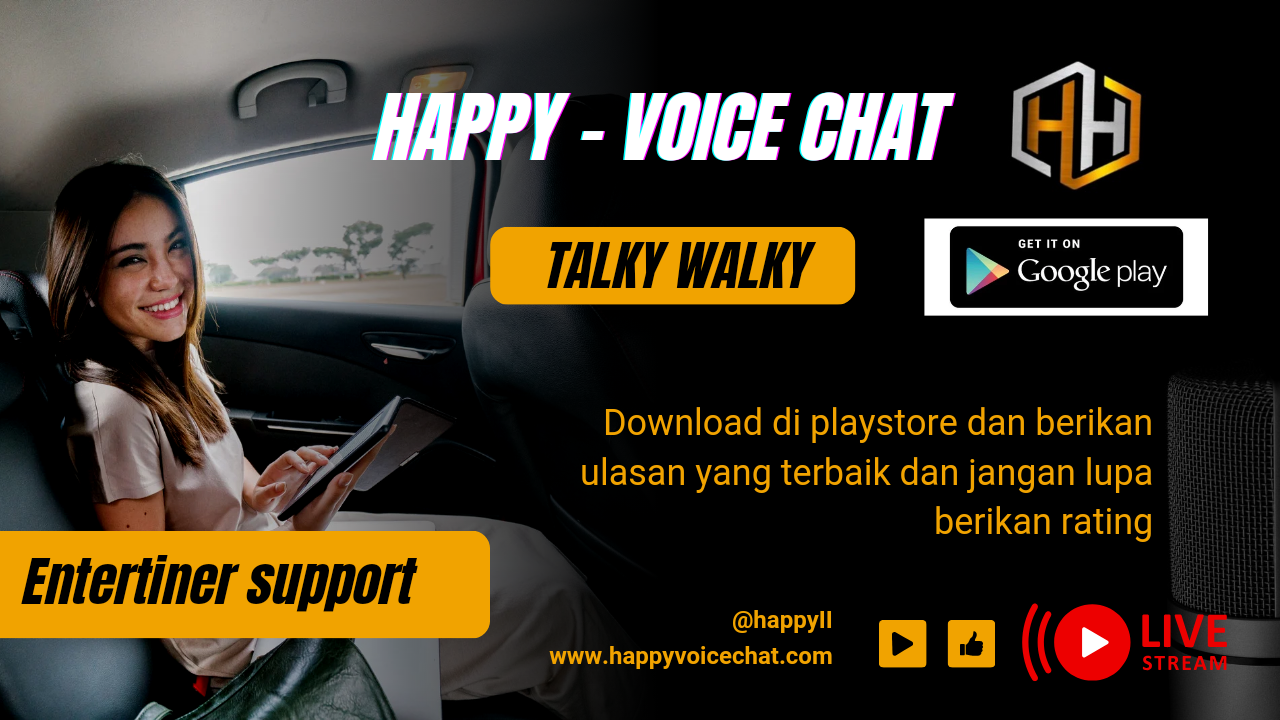 HAPPY - VOICE CHAT
HH
TALKY WALKY
GET IT ON
Google play
Download di playstore dan berikan
ulasan yang terbaik dan jangan lupa
berikan rating
Entertiner support
@happyII
www.happyvoicechat.com
LIVE
STREAM